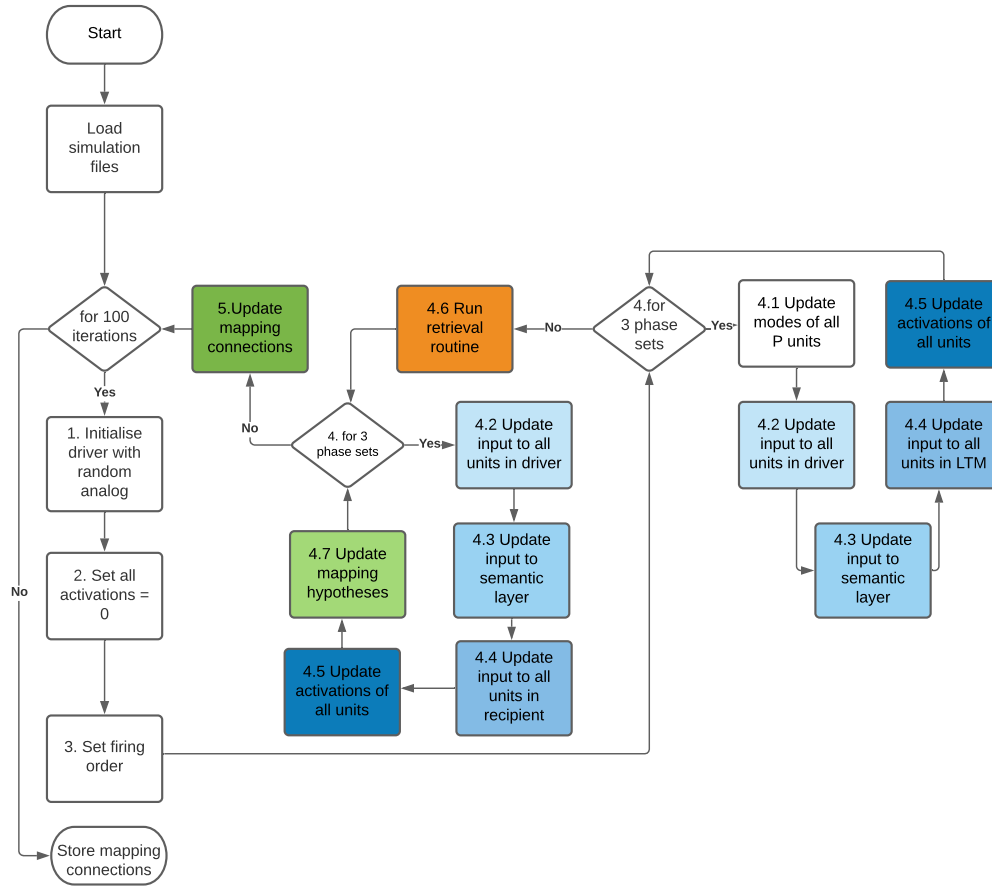 Start
Load
simulation
files
for 100
iterations
Yes
No
1. Initialise
driver with
random
analog
2. Set all
activations =
0
3. Set firing
order
Store mapping
connections
5.Update
mapping
connections
No
4.6 Run
retrieval
routine
4. for 3
phase sets
Yes
4.2 Update
input to all
units in driver
4.3 Update
input to
semantic
layer
4.4 Update
input to all
units in
recipient
4.5 Update
activations of
all units
4.7 Update
mapping
hypotheses
No
4.for
3 phase
sets
Yes
4.1 Update
modes of all
P units
4.2 Update
input to all
units in driver
4.3 Update
input to
semantic
layer
4.4 Update
input to all
units in LTM
4.5 Update
activations of
all units